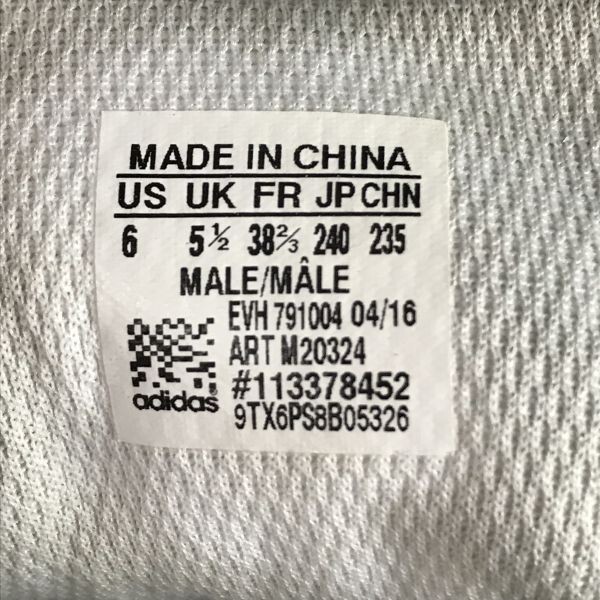 MADE IN CHINA
US UK FR JP CHN
6 5½ 38⅔ 240 235
MALE/MÂLE
EVH 791004 04/16
ART M20324
#113378452
adidas
9TX6PS8B05326